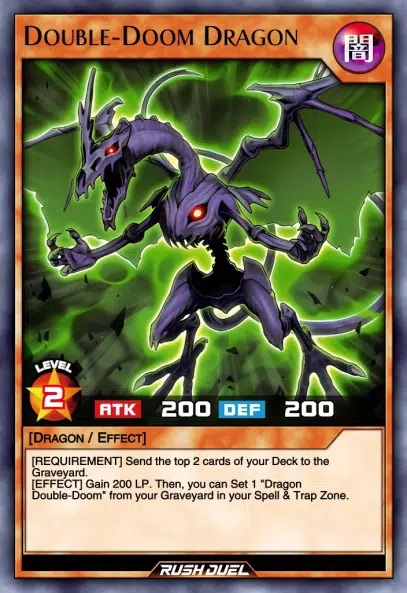 DOUBLE-DOOM DRAGON
闇
LEVEL
2
ATK 200 DEF 200
[DRAGON / EFFECT]
[REQUIREMENT] Send the top 2 cards of your Deck to the
Graveyard.
[EFFECT] Gain 200 LP. Then, you can Set 1 "Dragon
Double-Doom" from your Graveyard in your Spell & Trap Zone.
RUSH DUEL